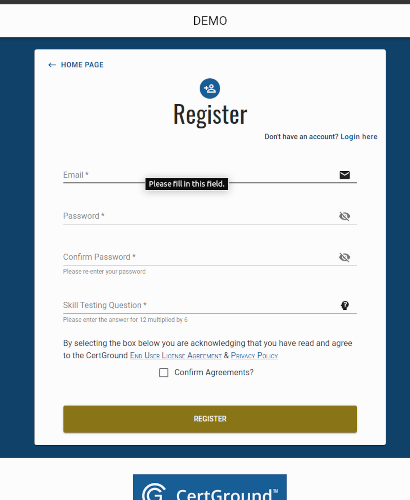 DEMO
← HOME PAGE
Register
Don't have an account? Login here
Email *
Please fill in this field.
Password *
Confirm Password *
Please re-enter your password
Skill Testing Question *
Please enter the answer for 12 multiplied by 6
By selecting the box below you are acknowledging that you have read and agree
to the CertGround End User License Agreement & Privacy Policy
Confirm Agreements?
REGISTER
CertGround™